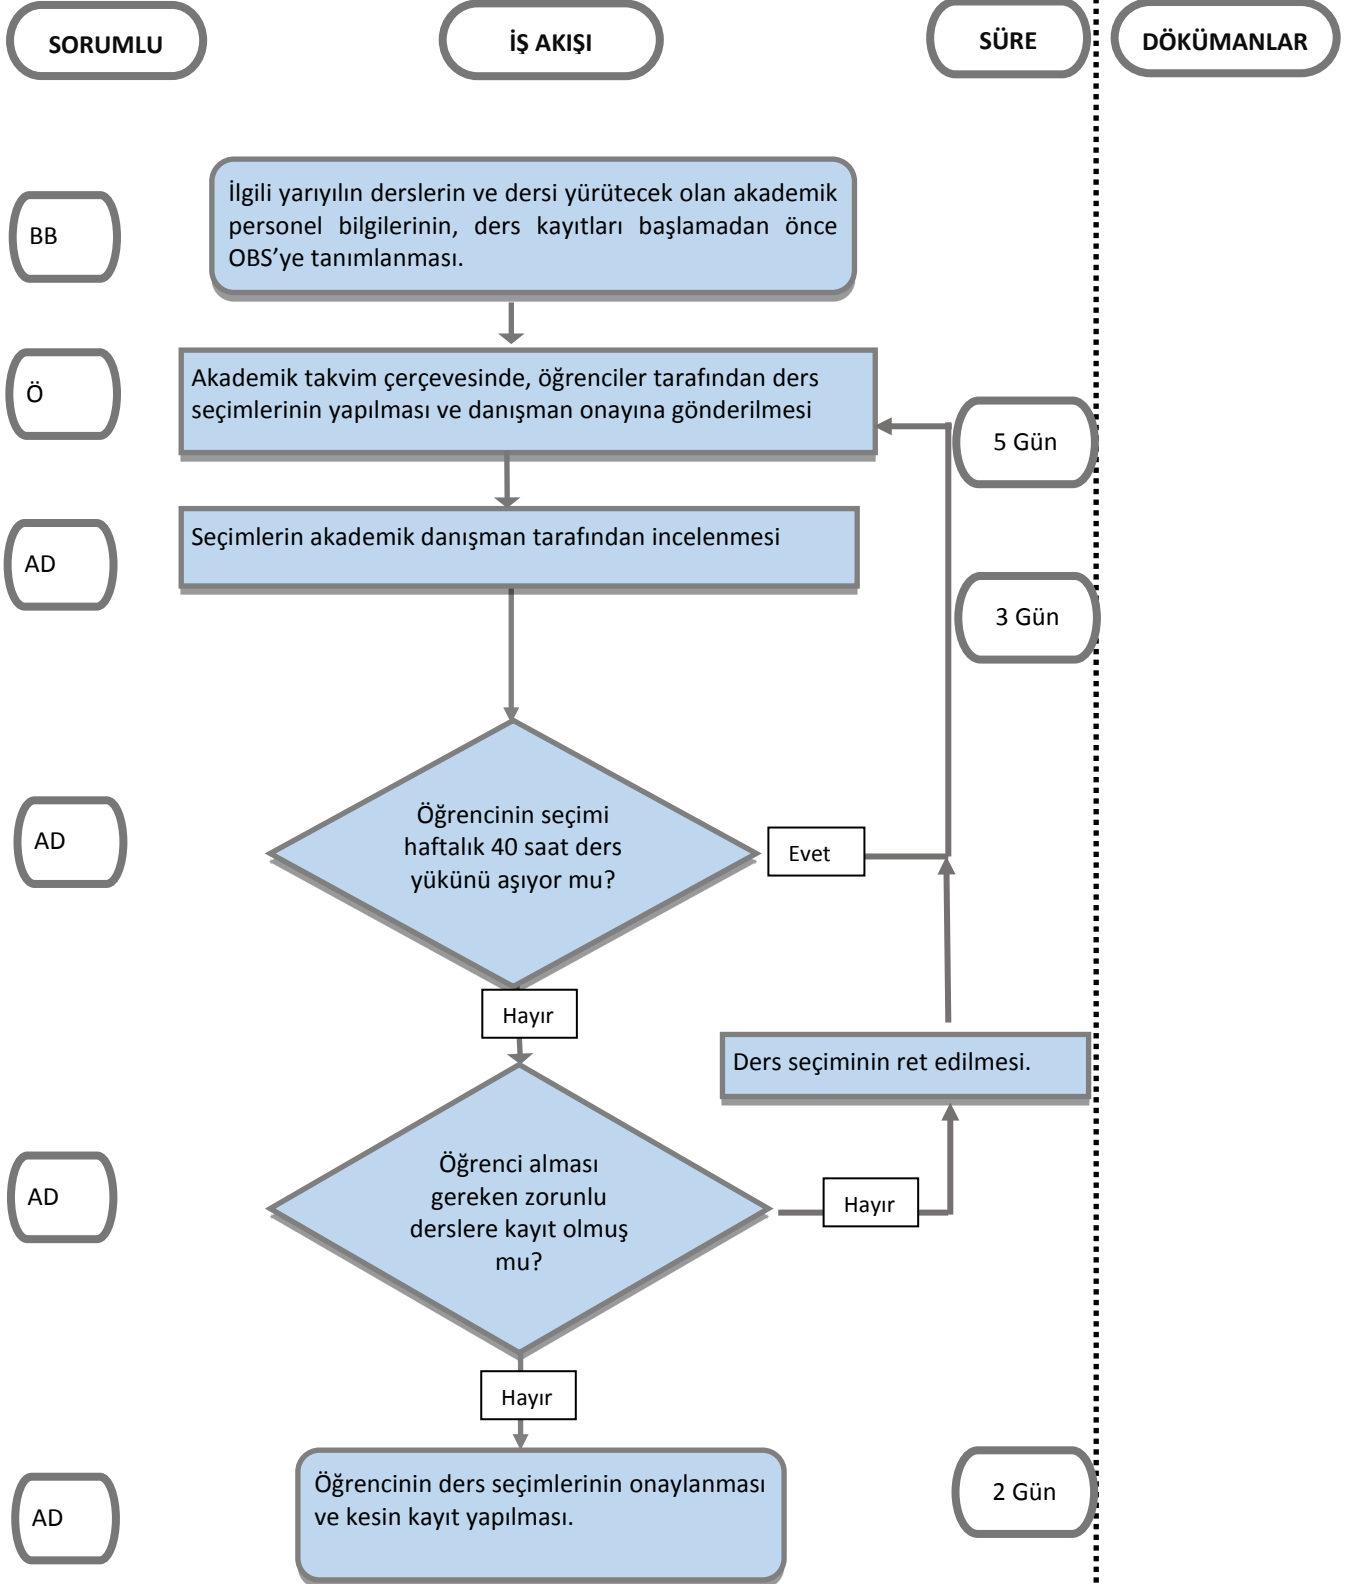 SORUMLU
İŞ AKIŞI
SÜRE
DÖKÜMANLAR
BB
İlgili yarıyılın derslerin ve dersi yürütecek olan akademik
personel bilgilerinin, ders kayıtları başlamadan önce
OBS’ye tanımlanması.
Ö
Akademik takvim çerçevesinde, öğrenciler tarafından ders
seçimlerinin yapılması ve danışman onayına gönderilmesi
5 Gün
AD
Seçimlerin akademik danışman tarafından incelenmesi
3 Gün
AD
Öğrencinin seçimi
haftalık 40 saat ders
yükünü aşıyor mu?
Evet
Hayır
Ders seçiminin ret edilmesi.
AD
Öğrenci alması
gereken zorunlu
derslere kayıt olmuş
mu?
Hayır
Hayır
AD
Öğrencinin ders seçimlerinin onaylanması
ve kesin kayıt yapılması.
2 Gün